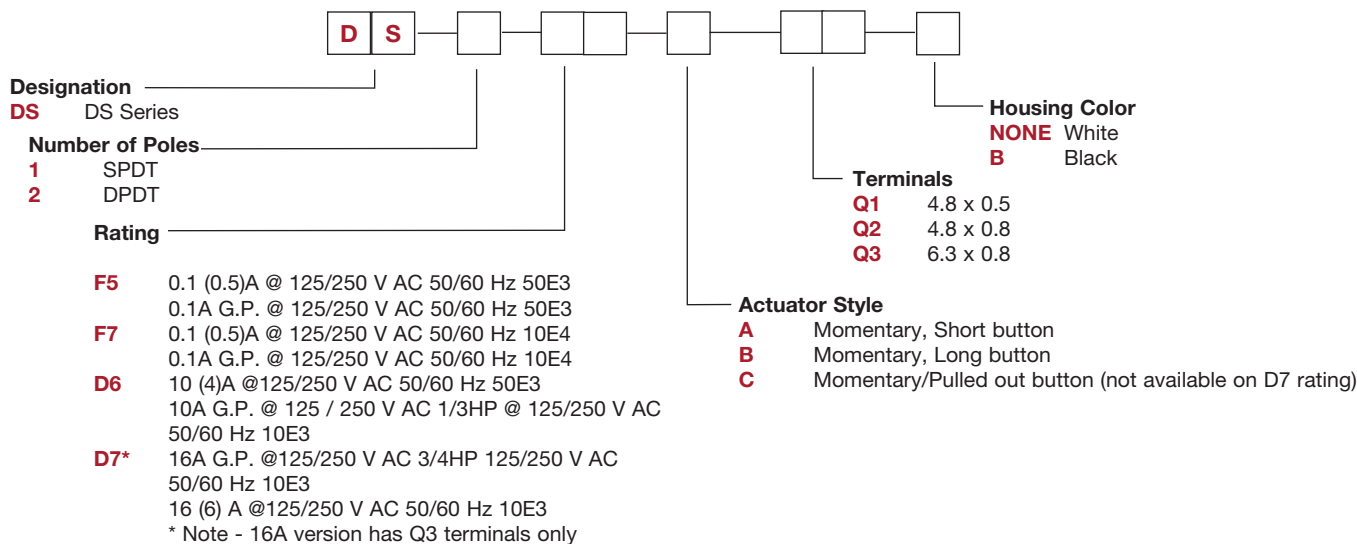 D S
Designation
DS DS Series
Number of Poles
1 SPDT
2 DPDT
Rating
F5 0.1 (0.5)A @ 125/250 V AC 50/60 Hz 50E3
0.1A G.P. @ 125/250 V AC 50/60 Hz 50E3
F7 0.1 (0.5)A @ 125/250 V AC 50/60 Hz 10E4
0.1A G.P. @ 125/250 V AC 50/60 Hz 10E4
D6 10 (4)A @125/250 V AC 50/60 Hz 50E3
10A G.P. @ 125 / 250 V AC 1/3HP @ 125/250 V AC
50/60 Hz 10E3
D7* 16A G.P. @125/250 V AC 3/4HP 125/250 V AC
50/60 Hz 10E3
16 (6) A @125/250 V AC 50/60 Hz 10E3
* Note - 16A version has Q3 terminals only
Actuator Style
A Momentary, Short button
B Momentary, Long button
C Momentary/Pulled out button (not available on D7 rating)
Terminals
Q1 4.8 x 0.5
Q2 4.8 x 0.8
Q3 6.3 x 0.8
Housing Color
NONE White
B Black